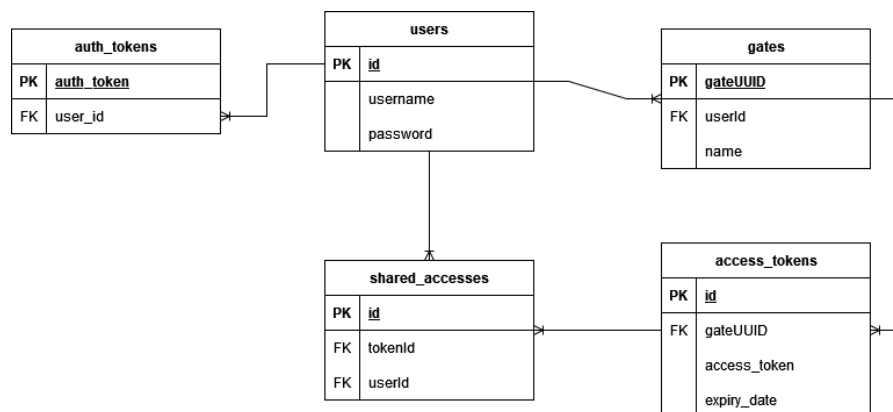 auth_tokens
PK auth_token
FK user_id
users
PK id
username
password
gates
PK gateUUID
FK userId
name
shared_accesses
PK id
FK tokenId
FK userId
access_tokens
PK id
FK gateUUID
access_token
expiry_date